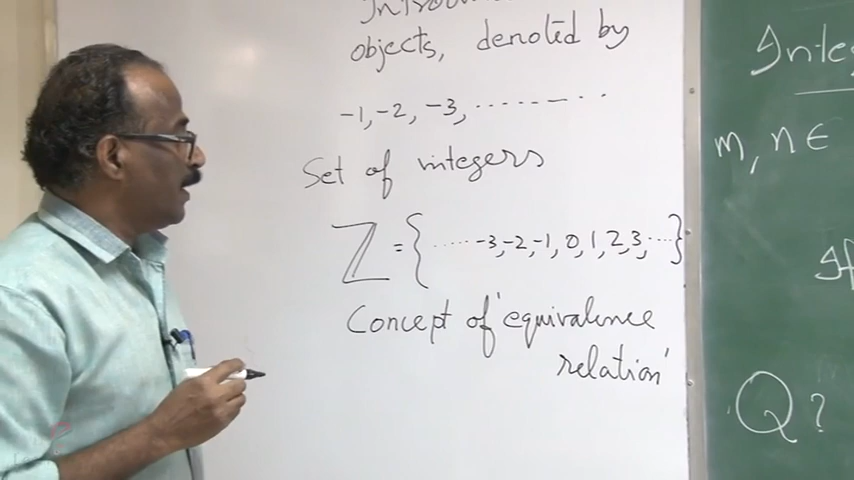 objects, denoted by
-1, -2, -3, ...........
Set of integers
ℤ = { ..... -3, -2, -1, 0, 1, 2, 3, .... }
Concept of 'equivalence
relation'
m, n ∈
Q?